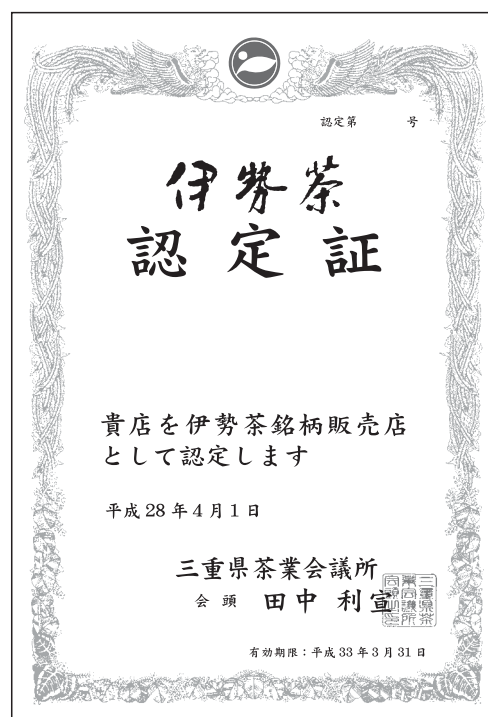 認定第　　　号
伊勢茶
認定証
貴店を伊勢茶銘柄販売店
として認定します
平成28年4月1日
三重県茶業会議所
会頭 田中 利宣
有効期限：平成33年3月31日